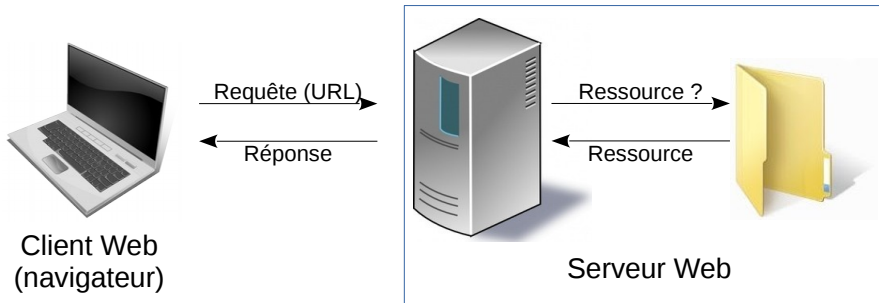 Requête (URL)
Réponse
Ressource ?
Ressource
Client Web
(navigateur)
Serveur Web